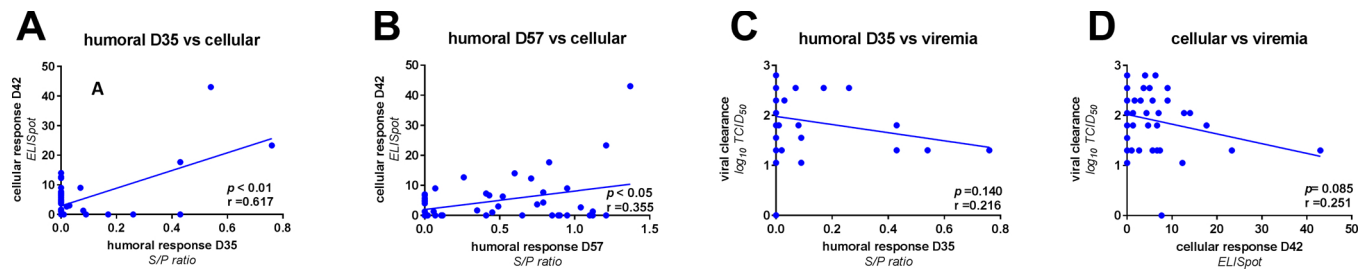 A
humoral D35 vs cellular
cellular response D42
ELISpot
50
40
30
20
10
0
A
p < 0.01
r =0.617
0.0 0.2 0.4 0.6 0.8
humoral response D35
S/P ratio
B
humoral D57 vs cellular
cellular response D42
ELISpot
50
40
30
20
10
0
p < 0.05
r =0.355
0.0 0.5 1.0 1.5
humoral response D57
S/P ratio
C
humoral D35 vs viremia
viral clearance
log10 TCID50
3
2
1
0
p =0.140
r =0.216
0.0 0.2 0.4 0.6 0.8
humoral response D35
S/P ratio
D
cellular vs viremia
viral clearance
log10 TCID50
3
2
1
0
p= 0.085
r =0.251
0 10 20 30 40 50
cellular response D42
ELISpot